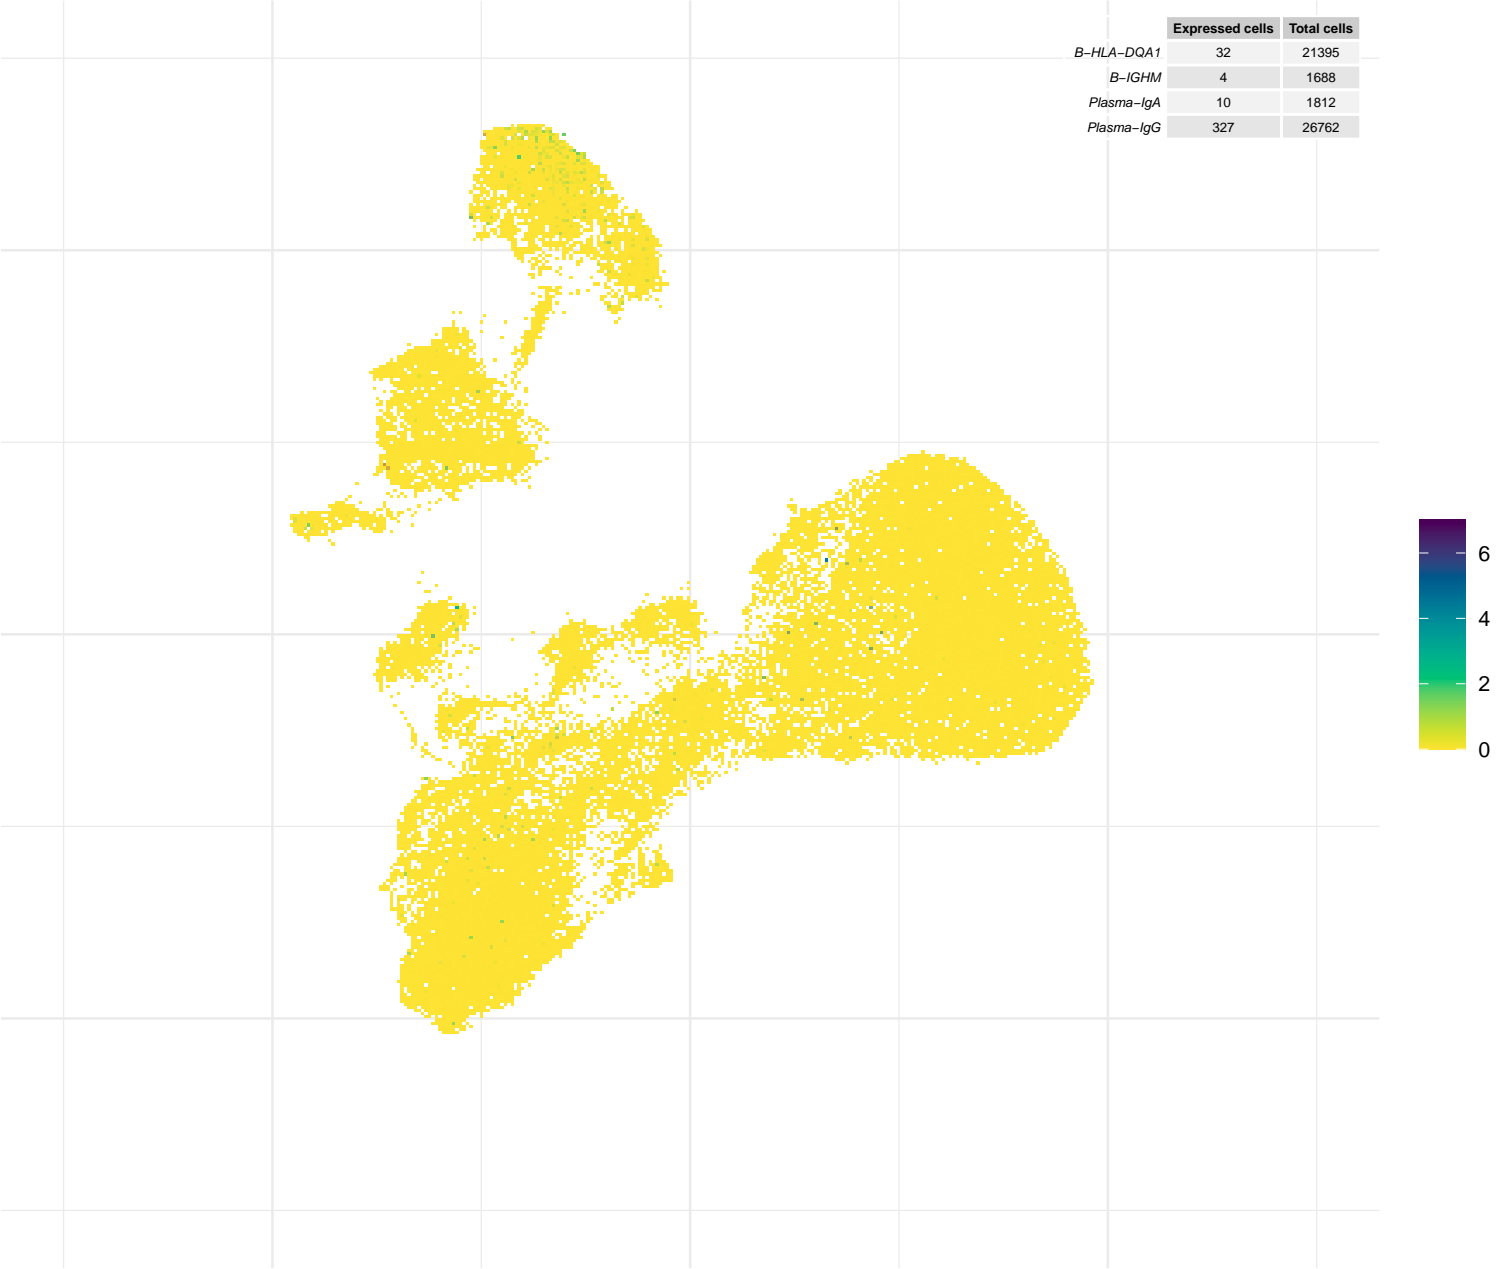 Expressed cells Total cells
B−HLA−DQA1 32 21395
B−IGHM 4 1688
Plasma−IgA 10 1812
Plasma−IgG 327 26762
6
4
2
0